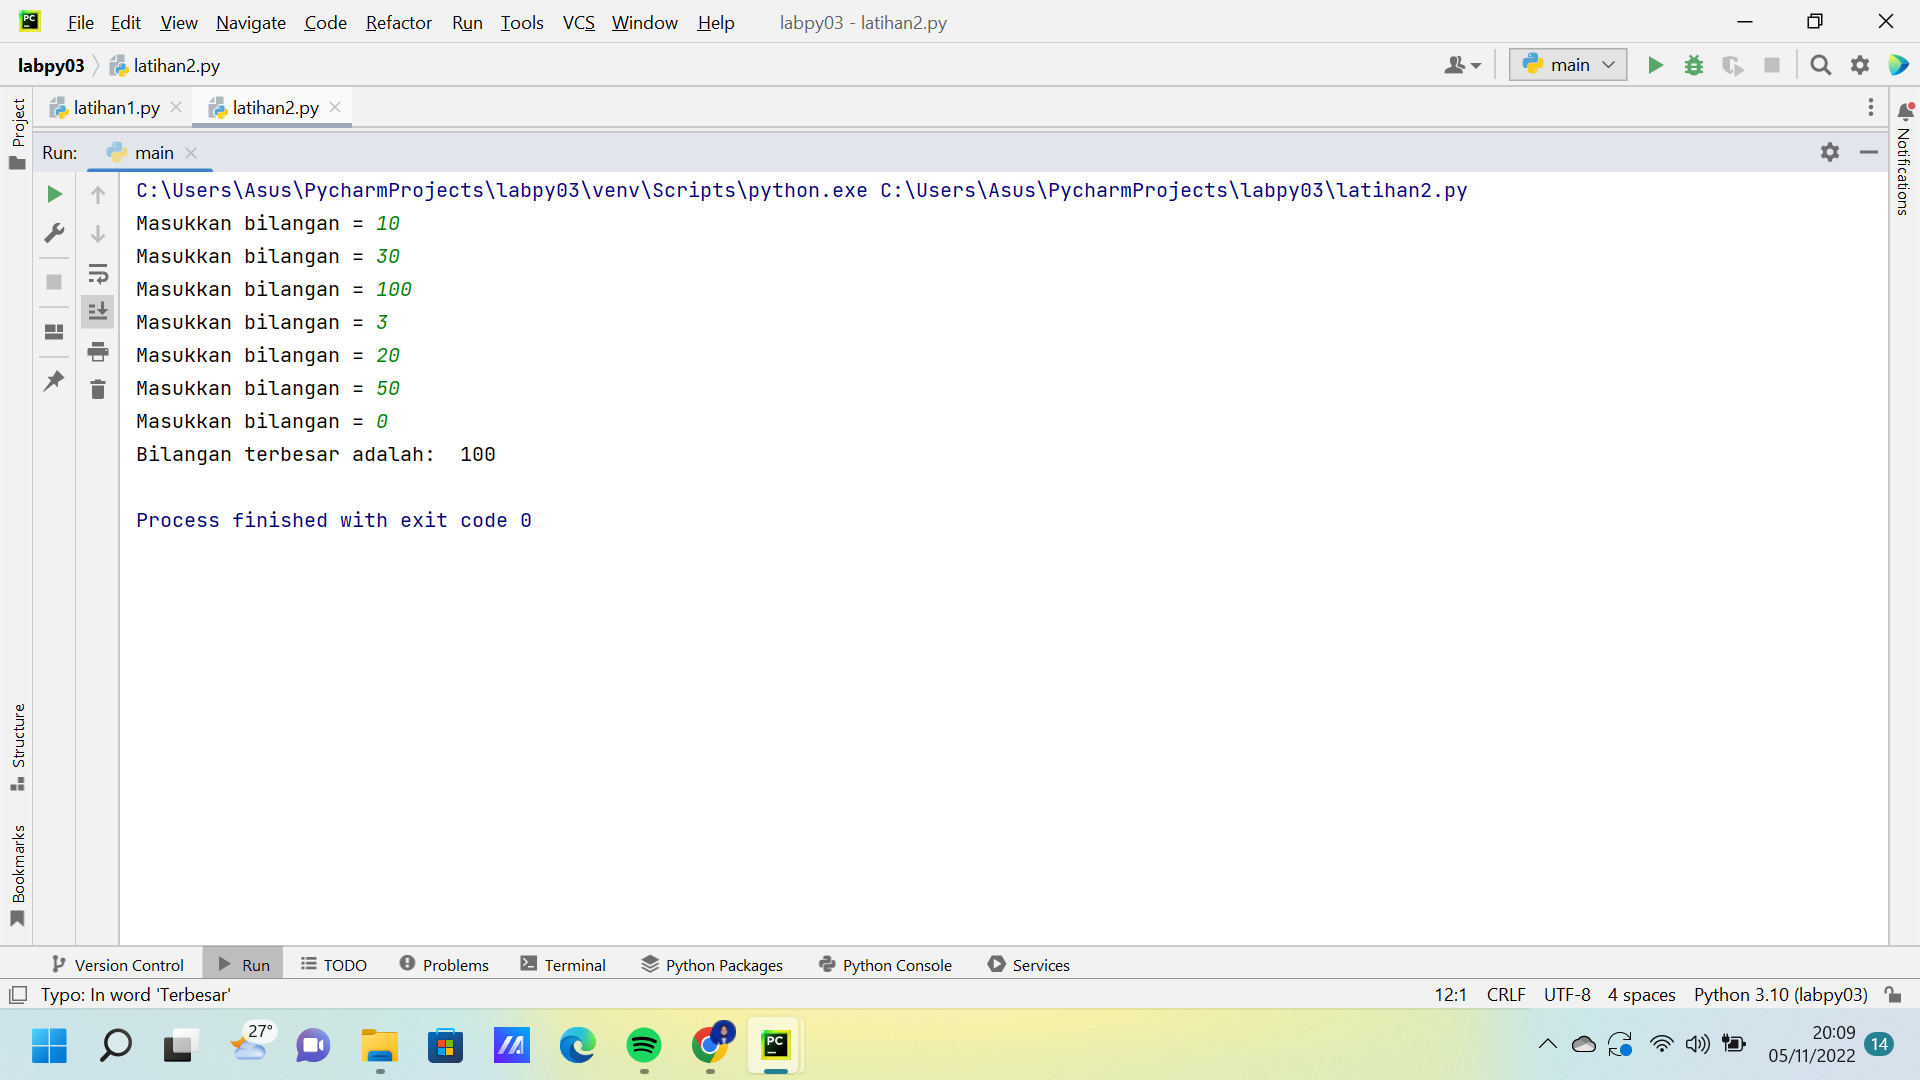 PC File Edit View Navigate Code Refactor Run Tools VCS Window Help labpy03 - latihan2.py
labpy03 latihan2.py main
latihan1.py latihan2.py
Project
Notifications
Run: main
C:\Users\Asus\PycharmProjects\labpy03\venv\Scripts\python.exe C:\Users\Asus\PycharmProjects\labpy03\latihan2.py
Masukkan bilangan = 10
Masukkan bilangan = 30
Masukkan bilangan = 100
Masukkan bilangan = 3
Masukkan bilangan = 20
Masukkan bilangan = 50
Masukkan bilangan = 0
Bilangan terbesar adalah:  100
Process finished with exit code 0
Structure
Bookmarks
Version Control Run TODO Problems Terminal Python Packages Python Console Services
Typo: In word 'Terbesar' 12:1 CRLF UTF-8 4 spaces Python 3.10 (labpy03)
27° PC 20:09 14
05/11/2022